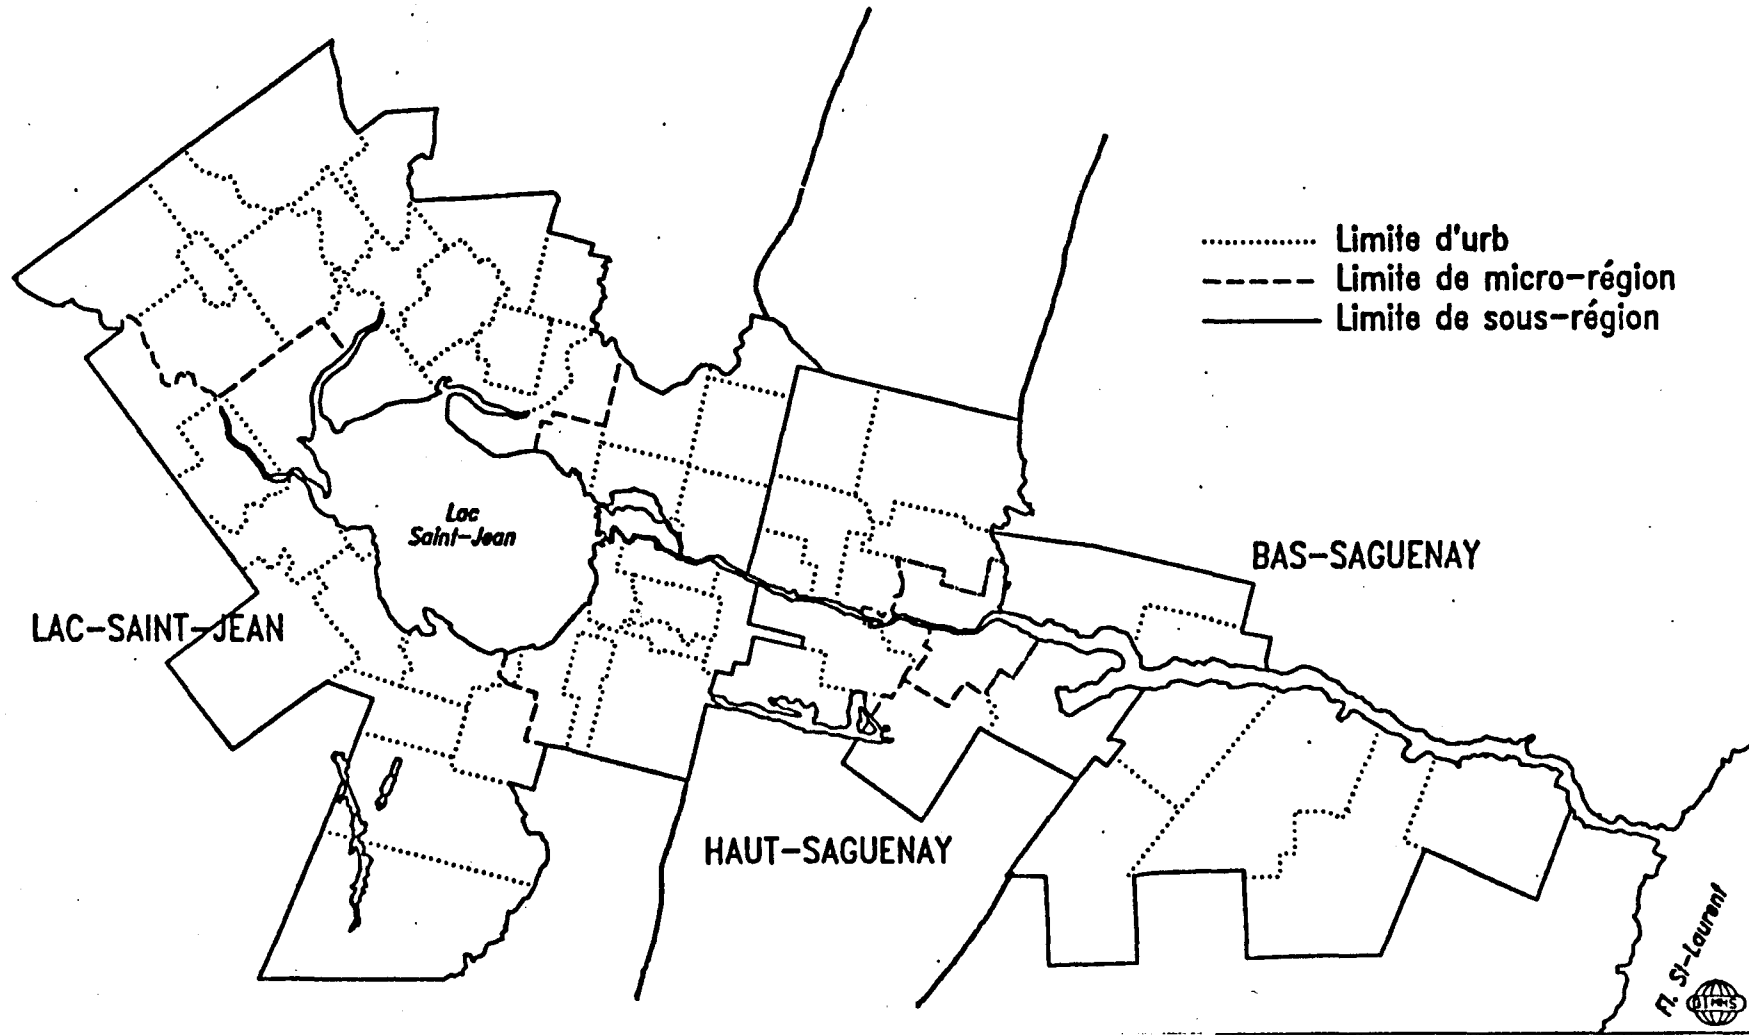 Limite d'urb
Limite de micro-région
Limite de sous-région
Lac
Saint-Jean
BAS-SAGUENAY
LAC-SAINT-JEAN
HAUT-SAGUENAY
Fl. St-Laurent